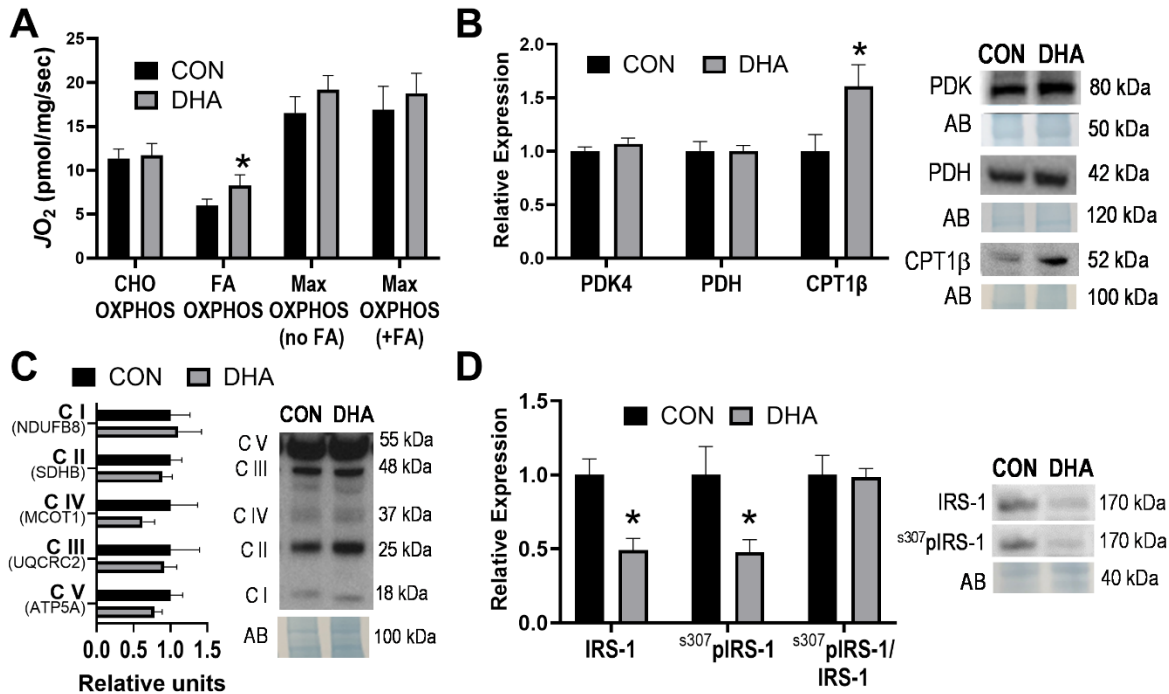 A
JO₂ (pmol/mg/sec)
25
20
15
10
5
0
CON
DHA
*
CHO
OXPHOS
FA
OXPHOS
Max
OXPHOS
(no FA)
Max
OXPHOS
(+FA)
B
Relative Expression
2.0
1.5
1.0
0.5
0.0
CON
DHA
*
PDK4
PDH
CPT1β
CON DHA
PDK 80 kDa
AB 50 kDa
PDH 42 kDa
AB 120 kDa
CPT1β 52 kDa
AB 100 kDa
C
CON
DHA
C I
(NDUFB8)
C II
(SDHB)
C IV
(MCOT1)
C III
(UQCRC2)
C V
(ATP5A)
0.0 0.5 1.0 1.5
Relative units
CON DHA
C V 55 kDa
C III 48 kDa
C IV 37 kDa
C II 25 kDa
C I 18 kDa
AB 100 kDa
D
Relative Expression
1.5
1.0
0.5
0.0
CON
DHA
*
*
IRS-1
s307pIRS-1
s307pIRS-1/
IRS-1
CON DHA
IRS-1 170 kDa
s307pIRS-1 170 kDa
AB 40 kDa